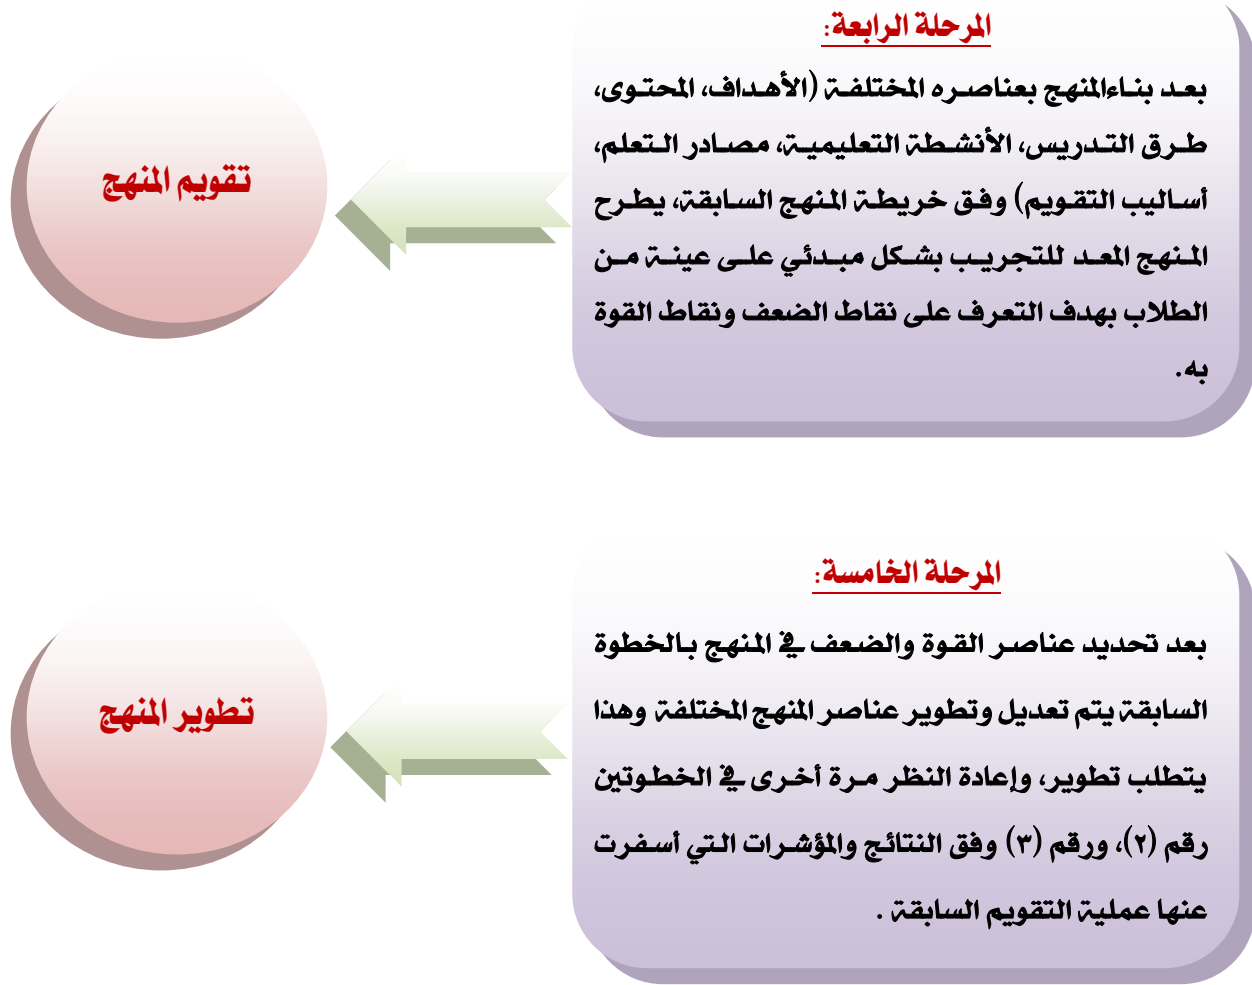 المرحلة الرابعة:
بعد بناءالمنهج بعناصره المختلفة (الأهداف، المحتوى،
طرق التدريس، الأنشطة التعليمية، مصادر التعلم،
أساليب التقويم) وفق خريطة المنهج السابقة، يطرح
المنهج المعد للتجريب بشكل مبدئي على عينة من
الطلاب بهدف التعرف على نقاط الضعف ونقاط القوة
به.
تقويم المنهج
المرحلة الخامسة:
بعد تحديد عناصر القوة والضعف في المنهج بالخطوة
السابقة يتم تعديل وتطوير عناصر المنهج المختلفة وهذا
يتطلب تطوير، وإعادة النظر مرة أخرى في الخطوتين
رقم (٢)، ورقم (٣) وفق النتائج والمؤشرات التي أسفرت
عنها عملية التقويم السابقة .
تطوير المنهج